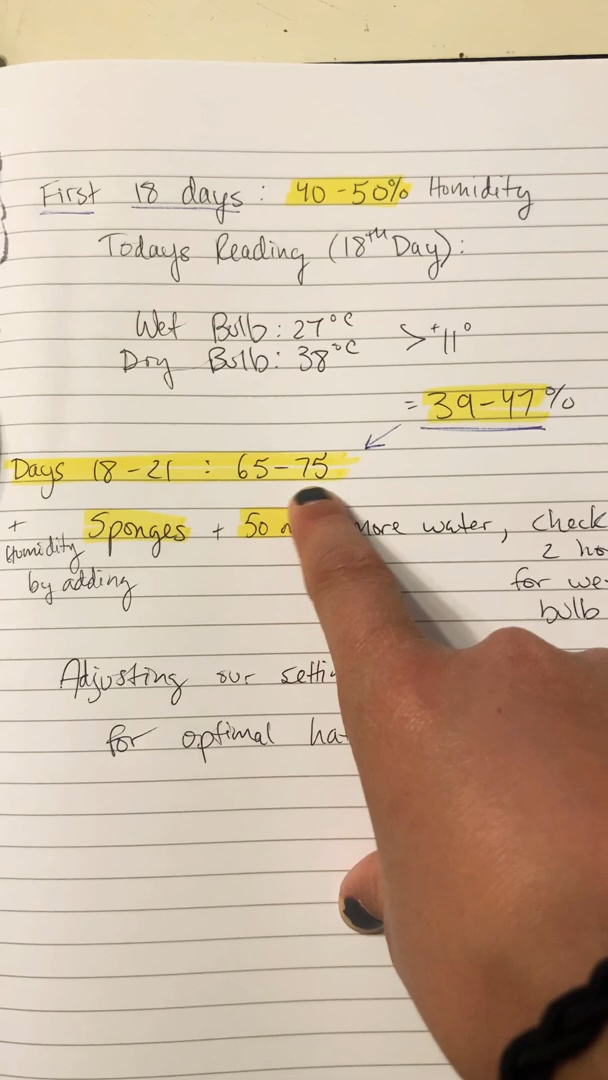 First 18 days : 40-50% Humidity
Todays Reading (18th Day):
Wet Bulb: 27°C
Dry Bulb: 38°C
>+11°
= 39-47%
Days 18-21 : 65-75
+ Humidity by adding
Sponges + 50 more water, check
2
for
bulb
Adjusting our
for optimal